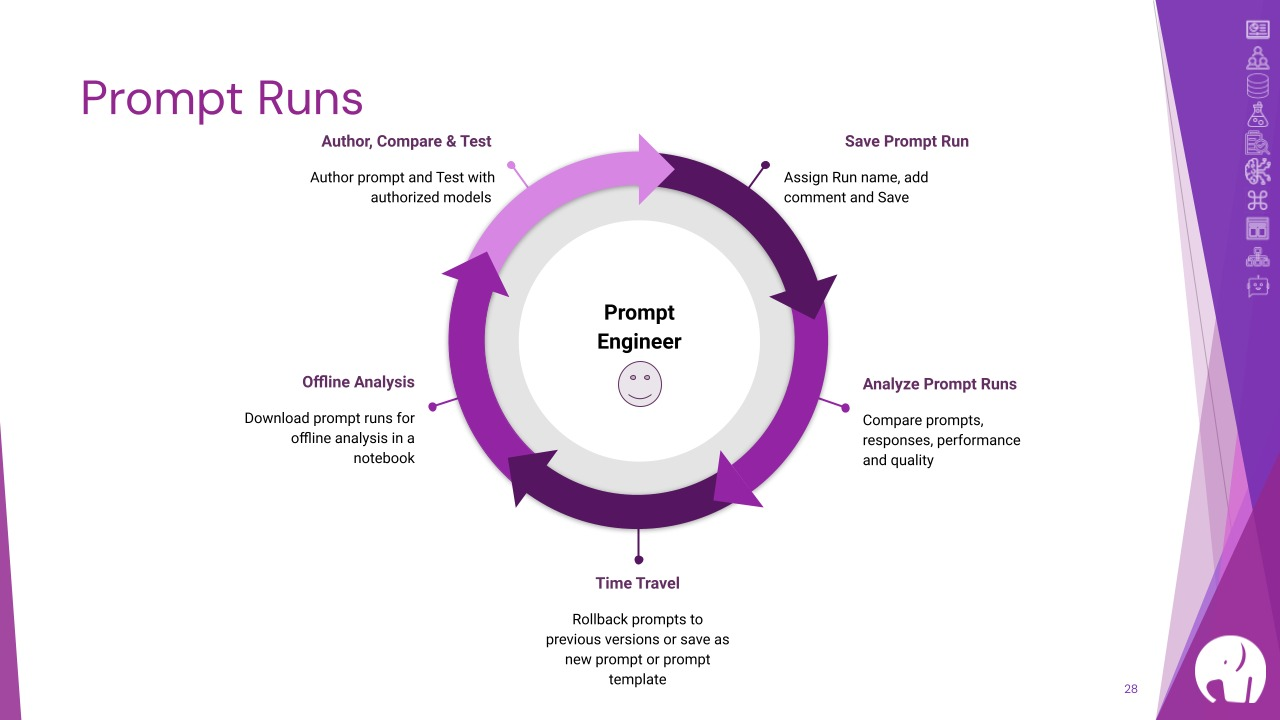 Prompt Runs
Author, Compare & Test
Author prompt and Test with
authorized models
Save Prompt Run
Assign Run name, add
comment and Save
Prompt
Engineer
Offline Analysis
Download prompt runs for
offline analysis in a
notebook
Analyze Prompt Runs
Compare prompts,
responses, performance
and quality
Time Travel
Rollback prompts to
previous versions or save as
new prompt or prompt
template
28